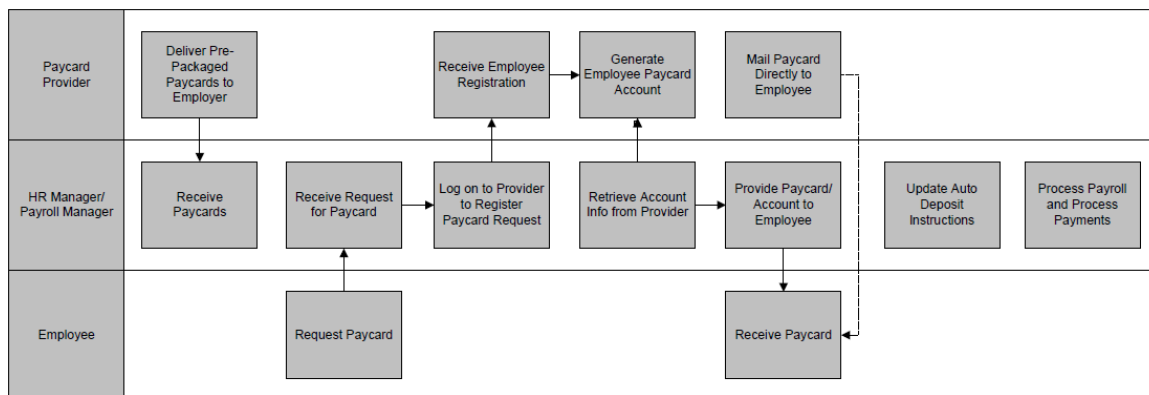 Paycard
Provider
Deliver Pre-
Packaged
Paycards to
Employer
Receive Employee
Registration
Generate
Employee Paycard
Account
Mail Paycard
Directly to
Employee
HR Manager/
Payroll Manager
Receive
Paycards
Receive Request
for Paycard
Log on to Provider
to Register
Paycard Request
Retrieve Account
Info from Provider
Provide Paycard/
Account to
Employee
Update Auto
Deposit
Instructions
Process Payroll
and Process
Payments
Employee
Request Paycard
Receive Paycard